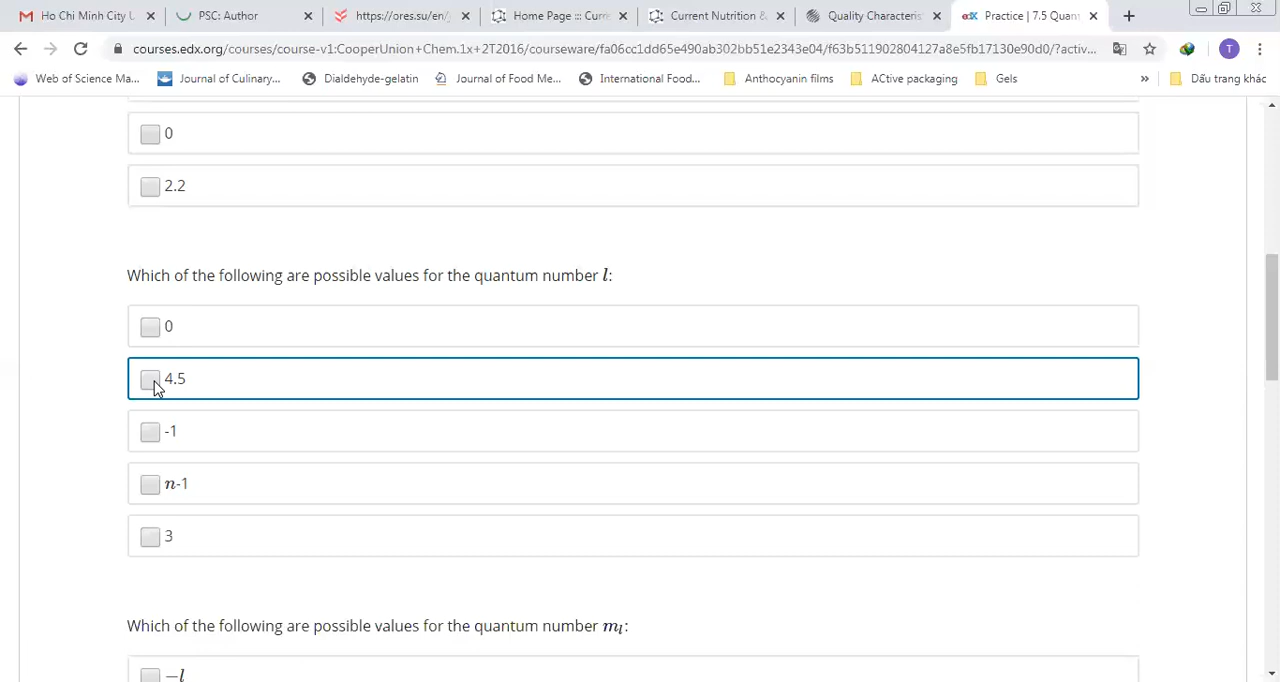 Ho Chi Minh City U
PSC: Author
https://ores.su/en/j
Home Page ::: Curre
Current Nutrition &
Quality Characteris
edX Practice | 7.5 Quan
courses.edx.org/courses/course-v1:CooperUnion+Chem.1x+2T2016/courseware/fa06cc1dd65e490ab302bb51e2343e04/f63b511902804127a8e5fb17130e90d0/?activ...
T
Web of Science Ma...
Journal of Culinary...
Dialdehyde-gelatin
Journal of Food Me...
International Food...
Anthocyanin films
ACtive packaging
Gels
»
Dấu trang khác
0
2.2
Which of the following are possible values for the quantum number l:
0
4.5
-1
n-1
3
Which of the following are possible values for the quantum number mₗ:
−l